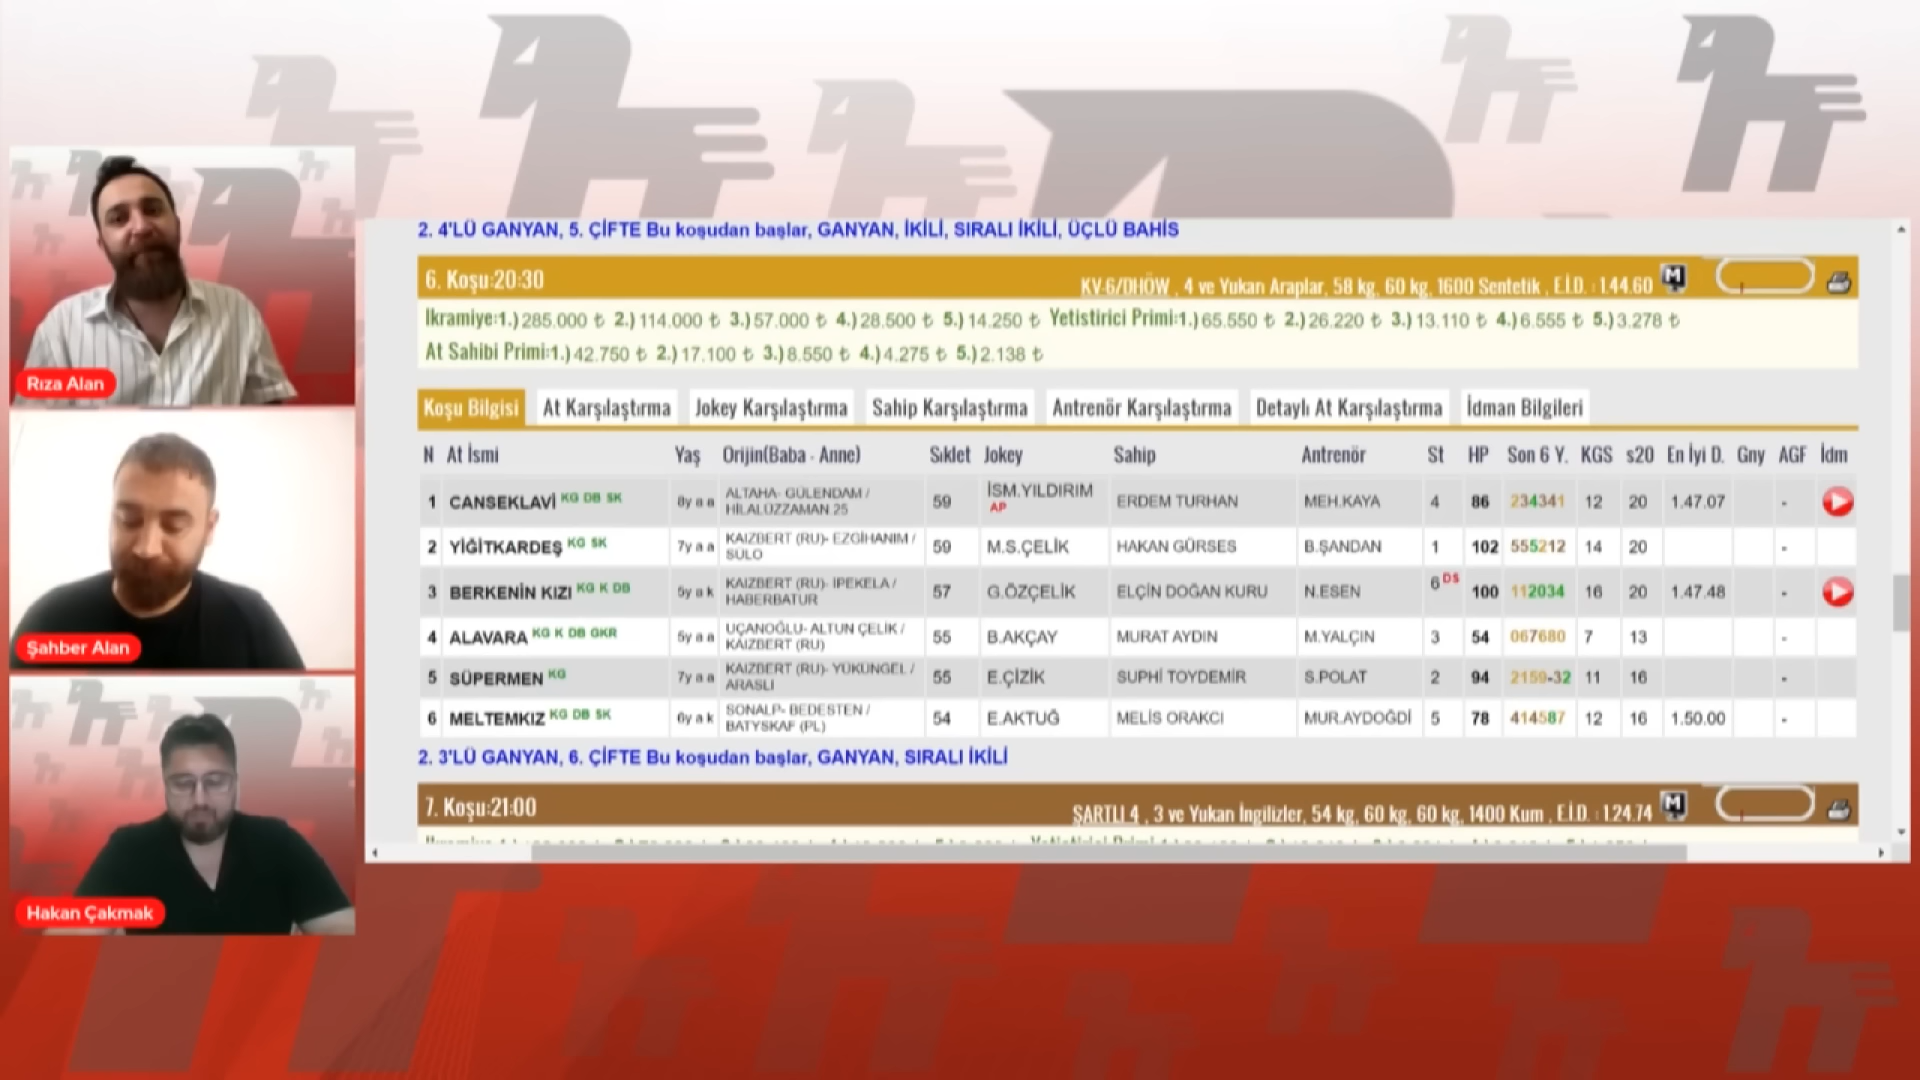 Rıza Alan
Şahber Alan
Hakan Çakmak
2. 4'LÜ GANYAN, 5. ÇİFTE Bu koşudan başlar, GANYAN, İKİLİ, SIRALI İKİLİ, ÜÇLÜ BAHİS
6. Koşu:20:30 KV-6/DHÖW , 4 ve Yukarı Araplar, 58 kg, 60 kg, 1600 Sentetik , E.İ.D. : 1.44.60
Ikramiye:1.) 285.000 ₺ 2.) 114.000 ₺ 3.) 57.000 ₺ 4.) 28.500 ₺ 5.) 14.250 ₺ Yetistirici Primi:1.) 65.550 ₺ 2.) 26.220 ₺ 3.) 13.110 ₺ 4.) 6.555 ₺ 5.) 3.278 ₺
At Sahibi Primi:1.) 42.750 ₺ 2.) 17.100 ₺ 3.) 8.550 ₺ 4.) 4.275 ₺ 5.) 2.138 ₺
Koşu Bilgisi At Karşılaştırma Jokey Karşılaştırma Sahip Karşılaştırma Antrenör Karşılaştırma Detaylı At Karşılaştırma İdman Bilgileri
N At İsmi Yaş Orijin(Baba - Anne) Sıklet Jokey Sahip Antrenör St HP Son 6 Y. KGS s20 En İyi D. Gny AGF İdm
1 CANSEKLAVİ KG DB SK 8y a a ALTAHA- GÜLENDAM / HİLALÜZZAMAN 25 59 İSM.YILDIRIM AP ERDEM TURHAN MEH.KAYA 4 86 234341 12 20 1.47.07 -
2 YİĞİTKARDEŞ KG SK 7y a a KAIZBERT (RU)- EZGİHANIM / SULO 59 M.S.ÇELİK HAKAN GÜRSES B.ŞANDAN 1 102 555212 14 20 -
3 BERKENİN KIZI KG K DB 5y a k KAIZBERT (RU)- İPEKELA / HABERBATUR 57 G.ÖZÇELİK ELÇİN DOĞAN KURU N.ESEN 6 DS 100 112034 16 20 1.47.48 -
4 ALAVARA KG K DB GKR 5y a a UÇANOĞLU- ALTUN ÇELİK / KAIZBERT (RU) 55 B.AKÇAY MURAT AYDIN M.YALÇIN 3 54 067680 7 13 -
5 SÜPERMEN KG 7y a a KAIZBERT (RU)- YÜKÜNGEL / ARASLI 55 E.ÇİZİK SUPHİ TOYDEMİR S.POLAT 2 94 2159-32 11 16 -
6 MELTEMKIZ KG DB SK 6y a k SONALP- BEDESTEN / BATYSKAF (PL) 54 E.AKTUĞ MELİS ORAKCI MUR.AYDOĞDİ 5 78 414587 12 16 1.50.00 -
2. 3'LÜ GANYAN, 6. ÇİFTE Bu koşudan başlar, GANYAN, SIRALI İKİLİ
7. Koşu:21:00 ŞARTLI 4 , 3 ve Yukarı İngilizler, 54 kg, 60 kg, 60 kg, 1400 Kum , E.İ.D. : 1.24.74